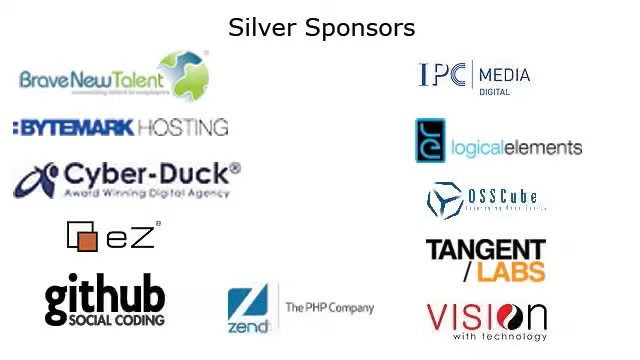 Silver Sponsors
BraveNewTalent
IPC MEDIA
DIGITAL
:BYTEMARK HOSTING
logicalelements
Cyber-Duck®
Award Winning Digital Agency
OSSCube
eZ®
TANGENT
/ LABS
github
SOCIAL CODING
zend
The PHP Company
VISION
with technology